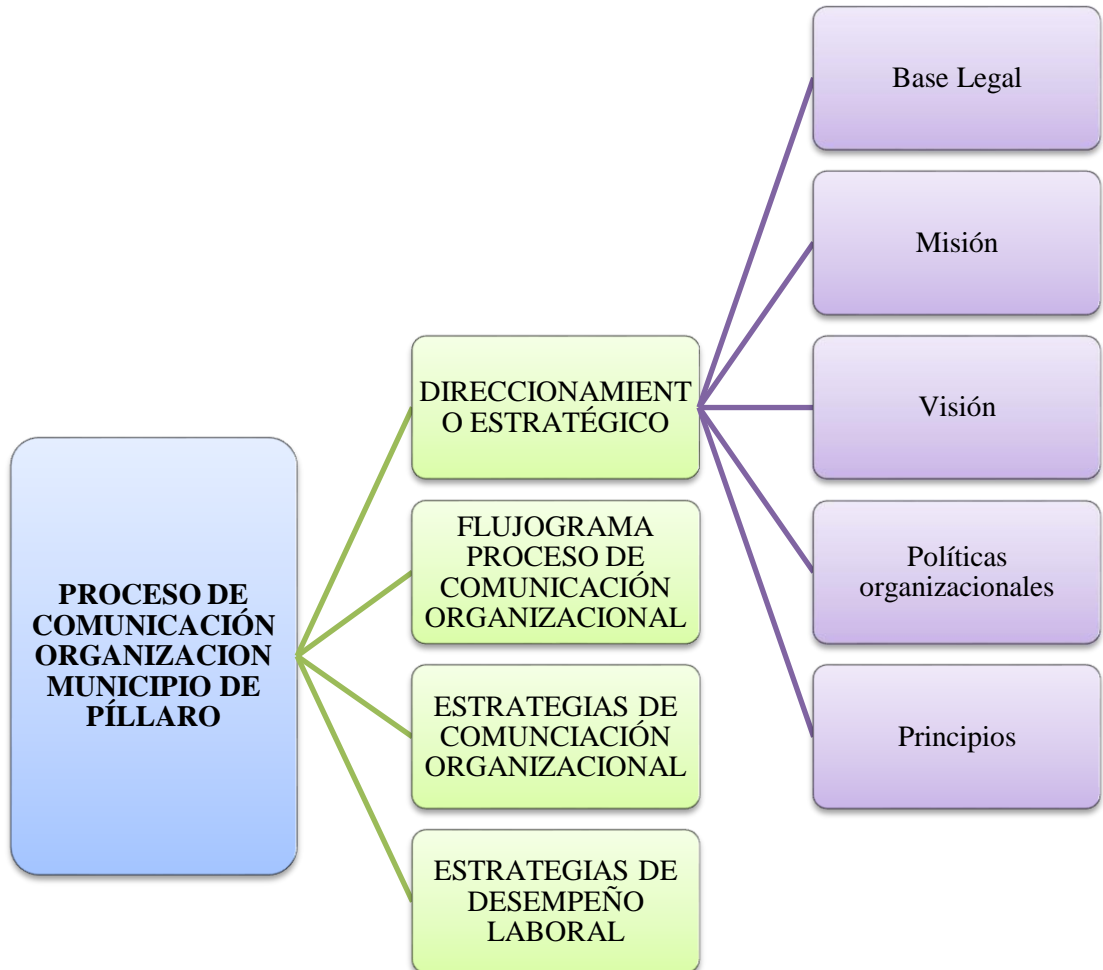 PROCESO DE
COMUNICACIÓN
ORGANIZACION
MUNICIPIO DE
PÍLLARO
DIRECCIONAMIENT
O ESTRATÉGICO
FLUJOGRAMA
PROCESO DE
COMUNICACIÓN
ORGANIZACIONAL
ESTRATEGIAS DE
COMUNCIACIÓN
ORGANIZACIONAL
ESTRATEGIAS DE
DESEMPEÑO
LABORAL
Base Legal
Misión
Visión
Políticas
organizacionales
Principios